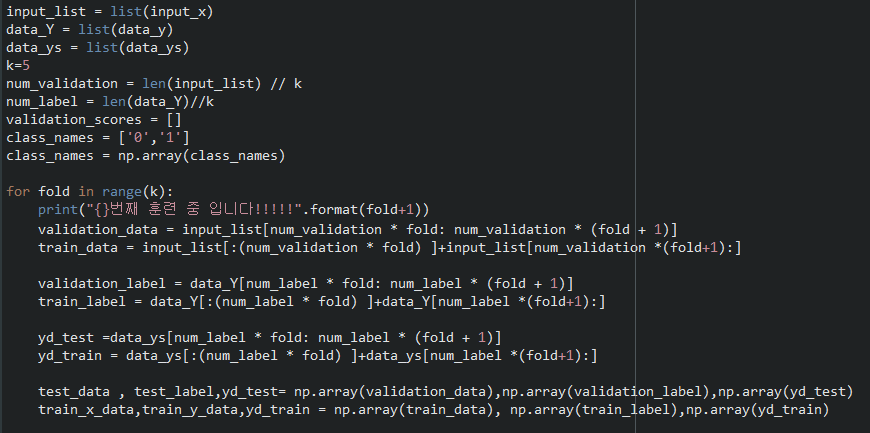 input_list = list(input_x)
data_Y = list(data_y)
data_ys = list(data_ys)
k=5
num_validation = len(input_list) // k
num_label = len(data_Y)//k
validation_scores = []
class_names = ['0','1']
class_names = np.array(class_names)
for fold in range(k):
print("{}번째 훈련 중 입니다!!!!!".format(fold+1))
validation_data = input_list[num_validation * fold: num_validation * (fold + 1)]
train_data = input_list[:(num_validation * fold) ]+input_list[num_validation *(fold+1):]
validation_label = data_Y[num_label * fold: num_label * (fold + 1)]
train_label = data_Y[:(num_label * fold) ]+data_Y[num_label *(fold+1):]
yd_test =data_ys[num_label * fold: num_label * (fold + 1)]
yd_train = data_ys[:(num_label * fold) ]+data_ys[num_label *(fold+1):]
test_data , test_label,yd_test= np.array(validation_data),np.array(validation_label),np.array(yd_test)
train_x_data,train_y_data,yd_train = np.array(train_data), np.array(train_label),np.array(yd_train)